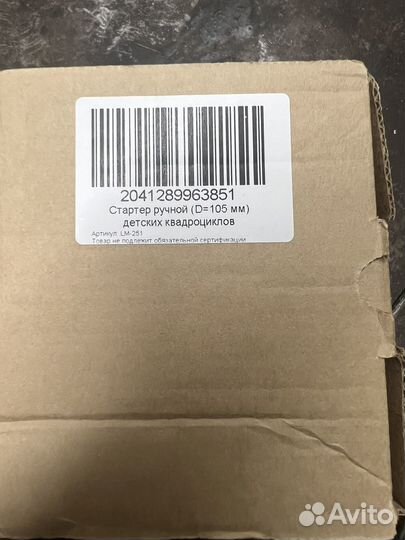 2041289963851
Стартер ручной (D=105 мм)
детских квадроциклов
Артикул: LM-251
Товар не подлежит обязательной сертификации
Avito